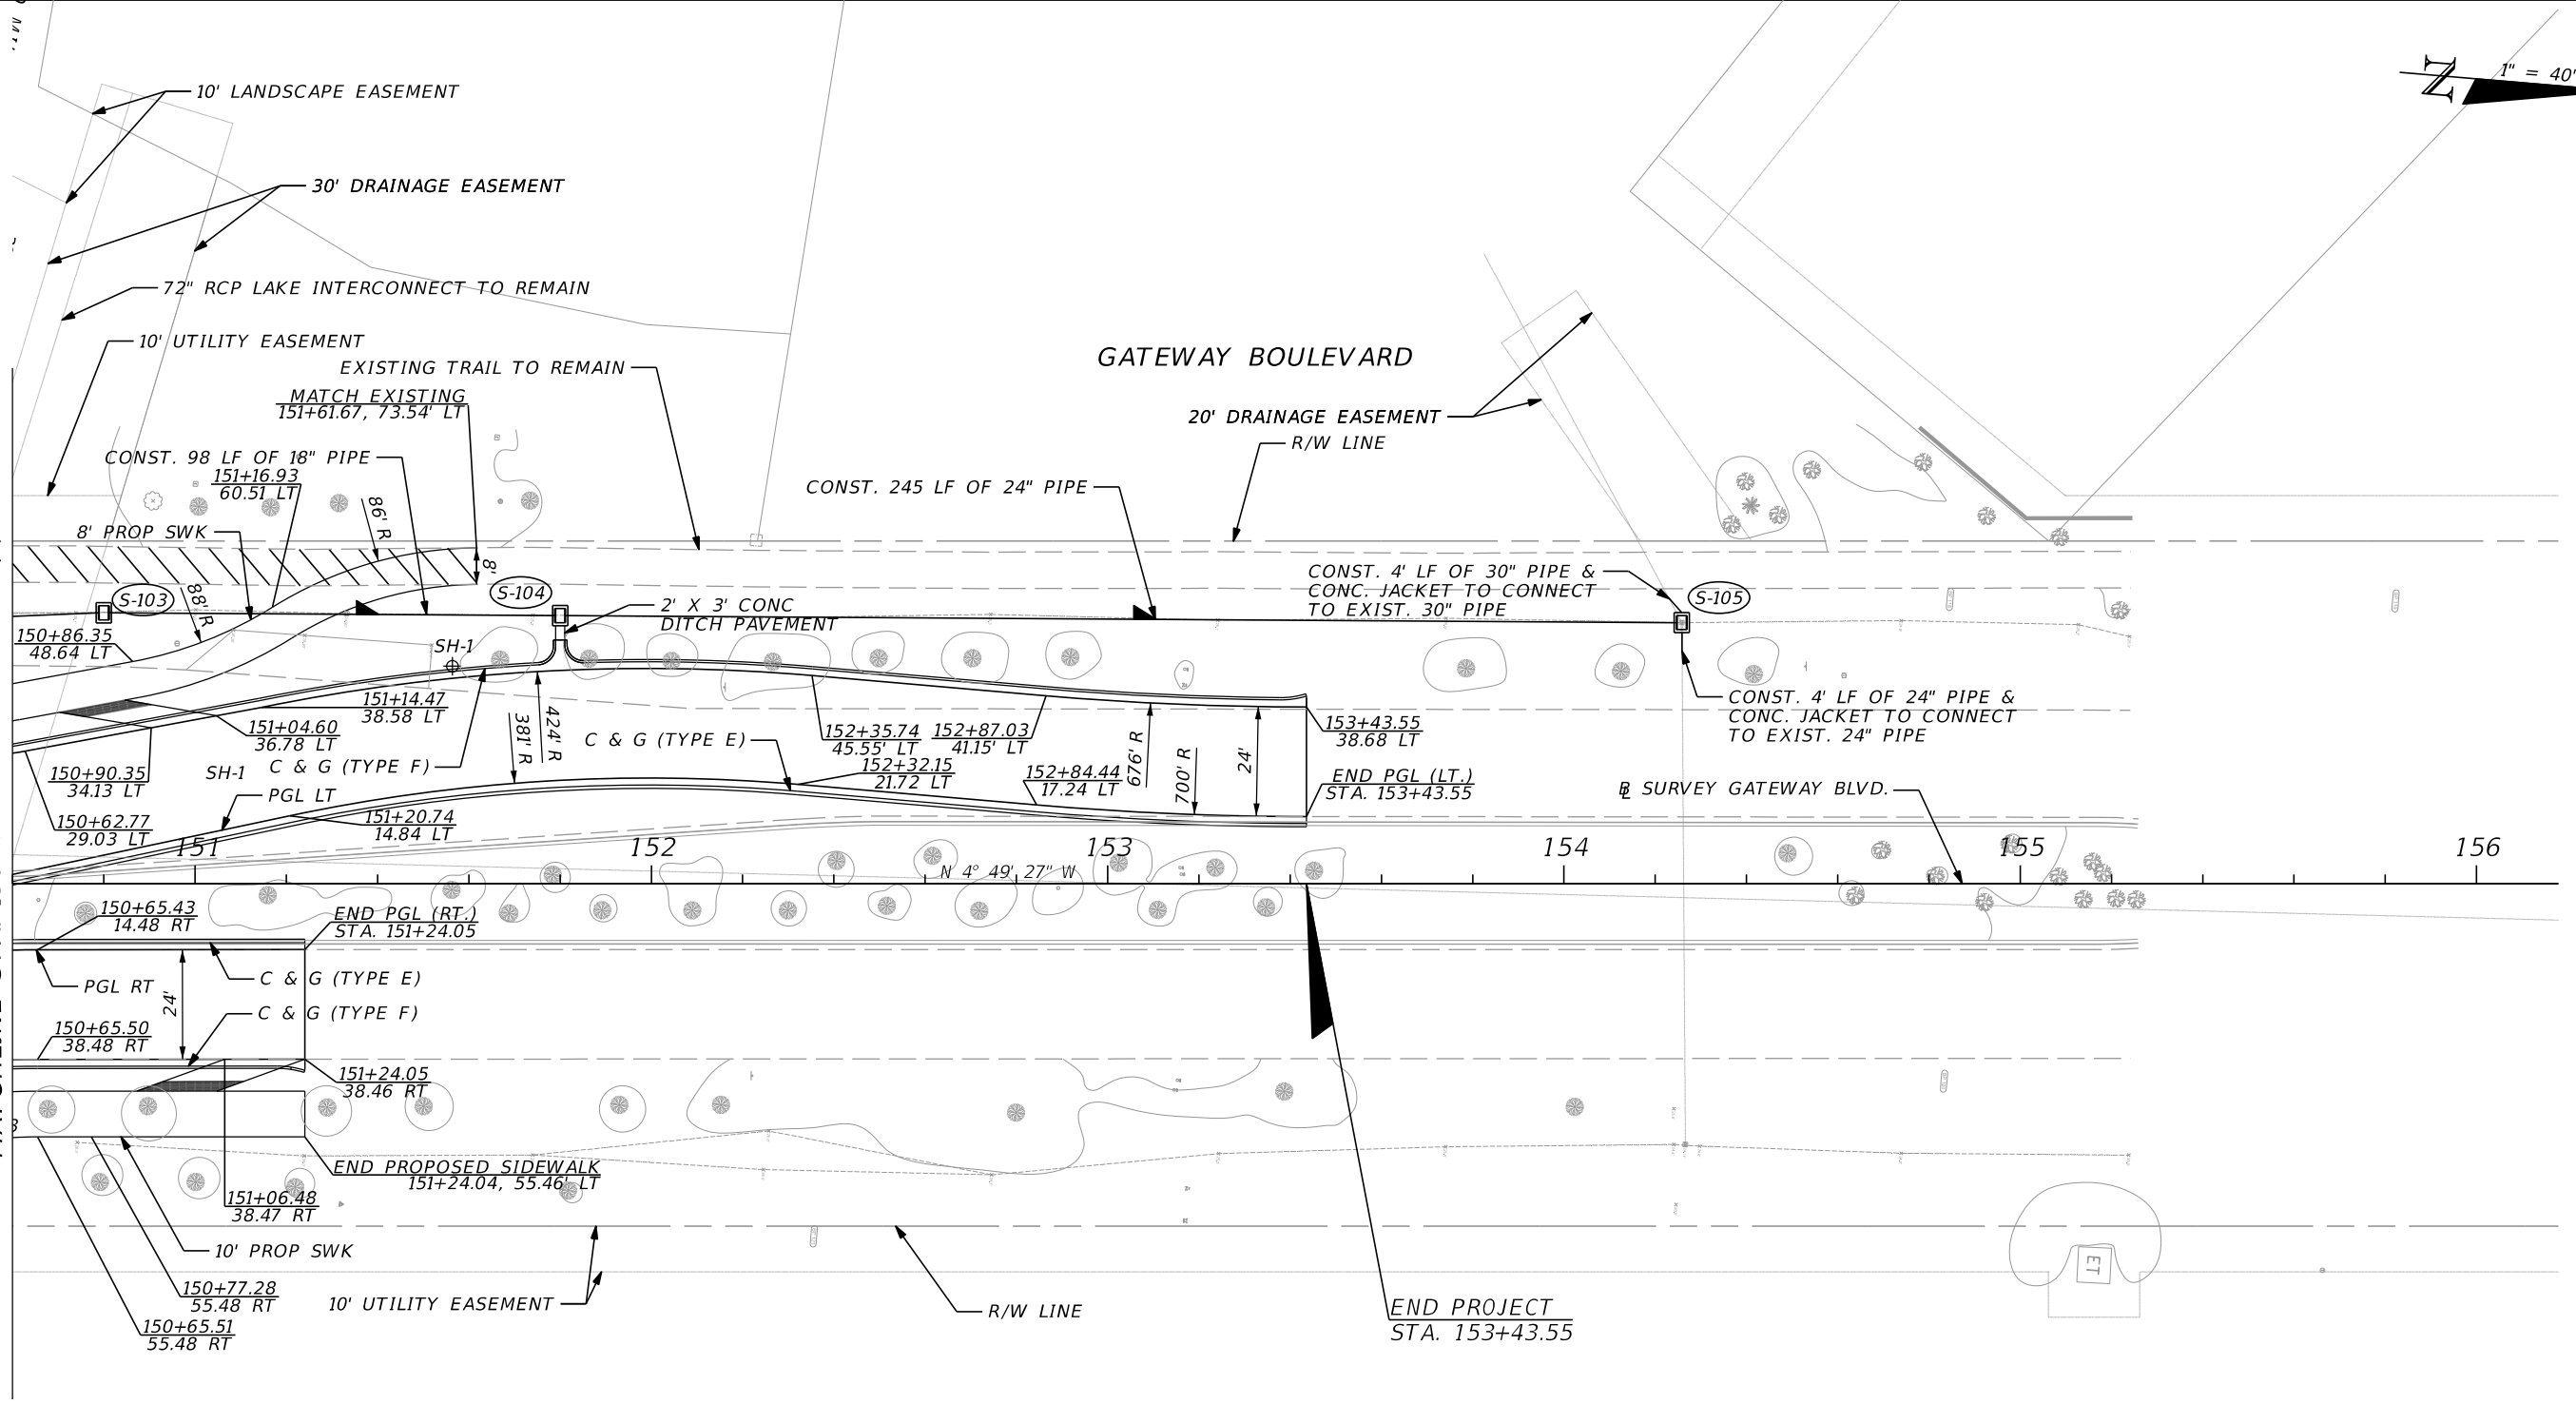 10' LANDSCAPE EASEMENT
30' DRAINAGE EASEMENT
72" RCP LAKE INTERCONNECT TO REMAIN
10' UTILITY EASEMENT
EXISTING TRAIL TO REMAIN
MATCH EXISTING
151+61.67, 73.54' LT
CONST. 98 LF OF 18" PIPE
151+16.93
60.51 LT
86' R
8' PROP SWK
8'
S-103
88' R
S-104
2' X 3' CONC
DITCH PAVEMENT
150+86.35
48.64 LT
SH-1
N
1" = 40'
GATEWAY BOULEVARD
20' DRAINAGE EASEMENT
R/W LINE
CONST. 245 LF OF 24" PIPE
CONST. 4' LF OF 30" PIPE &
CONC. JACKET TO CONNECT
TO EXIST. 30" PIPE
S-105
CONST. 4' LF OF 24" PIPE &
CONC. JACKET TO CONNECT
TO EXIST. 24" PIPE
151+14.47
38.58 LT
151+04.60
36.78 LT
150+90.35
34.13 LT
SH-1
C & G (TYPE F)
PGL LT
150+62.77
29.03 LT
151+20.74
14.84 LT
381' R
424' R
C & G (TYPE E)
152+35.74
45.55' LT
152+87.03
41.15' LT
152+32.15
21.72 LT
152+84.44
17.24 LT
676' R
700' R
24'
153+43.55
38.68 LT
END PGL (LT.)
STA. 153+43.55
BL SURVEY GATEWAY BLVD.
151
152
153
154
155
156
N 4° 49' 27" W
150+65.43
14.48 RT
END PGL (RT.)
STA. 151+24.05
PGL RT
24'
C & G (TYPE E)
C & G (TYPE F)
150+65.50
38.48 RT
151+24.05
38.46 RT
END PROPOSED SIDEWALK
151+24.04, 55.46' LT
151+06.48
38.47 RT
10' PROP SWK
150+77.28
55.48 RT
150+65.51
55.48 RT
10' UTILITY EASEMENT
R/W LINE
END PROJECT
STA. 153+43.55
ET